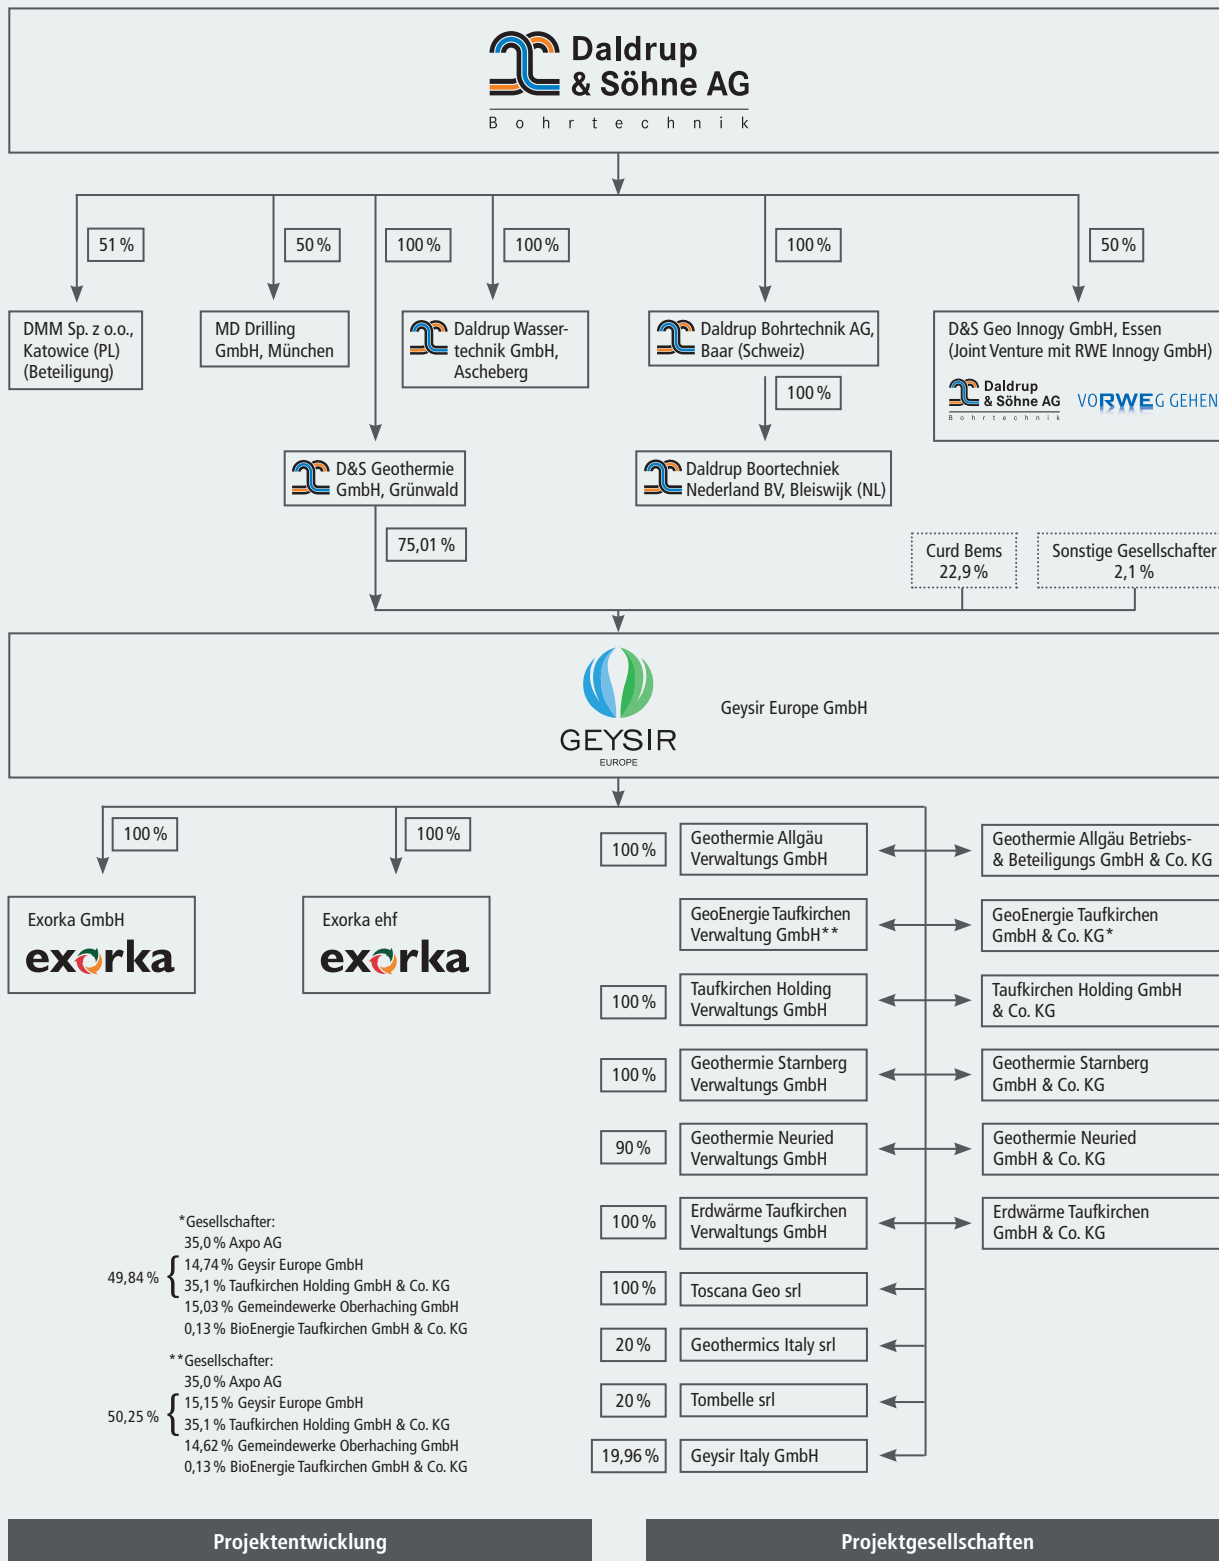 Daldrup
& Söhne AG
Bohrtechnik
51 %
50 %
100 %
100 %
100 %
50 %
DMM Sp. z o.o.,
Katowice (PL)
(Beteiligung)
MD Drilling
GmbH, München
Daldrup Wasser-
technik GmbH,
Ascheberg
Daldrup Bohrtechnik AG,
Baar (Schweiz)
D&S Geo Innogy GmbH, Essen
(Joint Venture mit RWE Innogy GmbH)
Daldrup
& Söhne AG
Bohrtechnik
VORWEG GEHEN
100 %
D&S Geothermie
GmbH, Grünwald
Daldrup Boortechniek
Nederland BV, Bleiswijk (NL)
75,01 %
Curd Bems
22,9 %
Sonstige Gesellschafter
2,1 %
GEYSIR
EUROPE
Geysir Europe GmbH
100 %
100 %
Exorka GmbH
exorka
Exorka ehf
exorka
100 %
Geothermie Allgäu
Verwaltungs GmbH
Geothermie Allgäu Betriebs-
& Beteiligungs GmbH & Co. KG
GeoEnergie Taufkirchen
Verwaltung GmbH**
GeoEnergie Taufkirchen
GmbH & Co. KG*
100 %
Taufkirchen Holding
Verwaltungs GmbH
Taufkirchen Holding GmbH
& Co. KG
100 %
Geothermie Starnberg
Verwaltungs GmbH
Geothermie Starnberg
GmbH & Co. KG
90 %
Geothermie Neuried
Verwaltungs GmbH
Geothermie Neuried
GmbH & Co. KG
100 %
Erdwärme Taufkirchen
Verwaltungs GmbH
Erdwärme Taufkirchen
GmbH & Co. KG
100 %
Toscana Geo srl
20 %
Geothermics Italy srl
20 %
Tombelle srl
19,96 %
Geysir Italy GmbH
*Gesellschafter:
35,0 % Axpo AG
49,84 % { 14,74 % Geysir Europe GmbH
35,1 % Taufkirchen Holding GmbH & Co. KG
15,03 % Gemeindewerke Oberhaching GmbH
0,13 % BioEnergie Taufkirchen GmbH & Co. KG
**Gesellschafter:
35,0 % Axpo AG
50,25 % { 15,15 % Geysir Europe GmbH
35,1 % Taufkirchen Holding GmbH & Co. KG
14,62 % Gemeindewerke Oberhaching GmbH
0,13 % BioEnergie Taufkirchen GmbH & Co. KG
Projektentwicklung
Projektgesellschaften